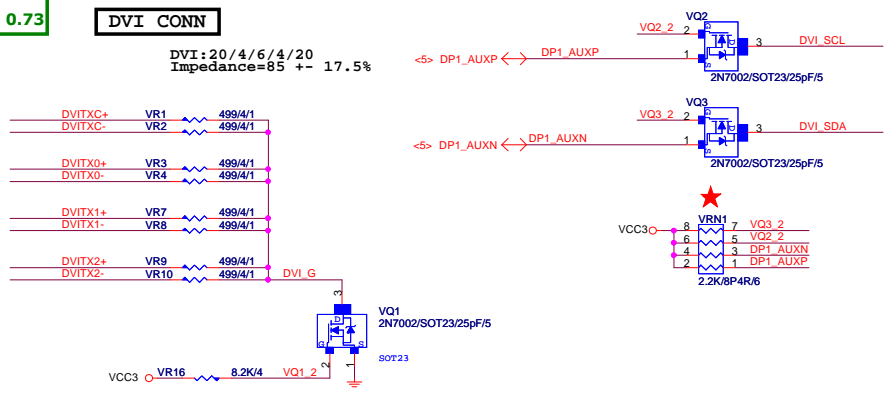 0.73
DVI CONN
DVI:20/4/6/4/20
Impedance=85 +- 17.5%
DVITXC+ VR1 499/4/1
DVITXC- VR2 499/4/1
DVITX0+ VR3 499/4/1
DVITX0- VR4 499/4/1
DVITX1+ VR7 499/4/1
DVITX1- VR8 499/4/1
DVITX2+ VR9 499/4/1
DVITX2- VR10 499/4/1 DVI_G
3
D
G S
VQ1
2N7002/SOT23/25pF/5
SOT23
2 1
VCC3 VR16 8.2K/4 VQ1_2
VQ2
VQ2_2 2 G D
3 DVI_SCL
<5> DP1_AUXP DP1_AUXP 1 S
2N7002/SOT23/25pF/5
VQ3
VQ3_2 2 G D
3 DVI_SDA
<5> DP1_AUXN DP1_AUXN 1 S
2N7002/SOT23/25pF/5
VRN1
VCC3 8 7 VQ3_2
6 5 VQ2_2
4 3 DP1_AUXN
2 1 DP1_AUXP
2.2K/8P4R/6